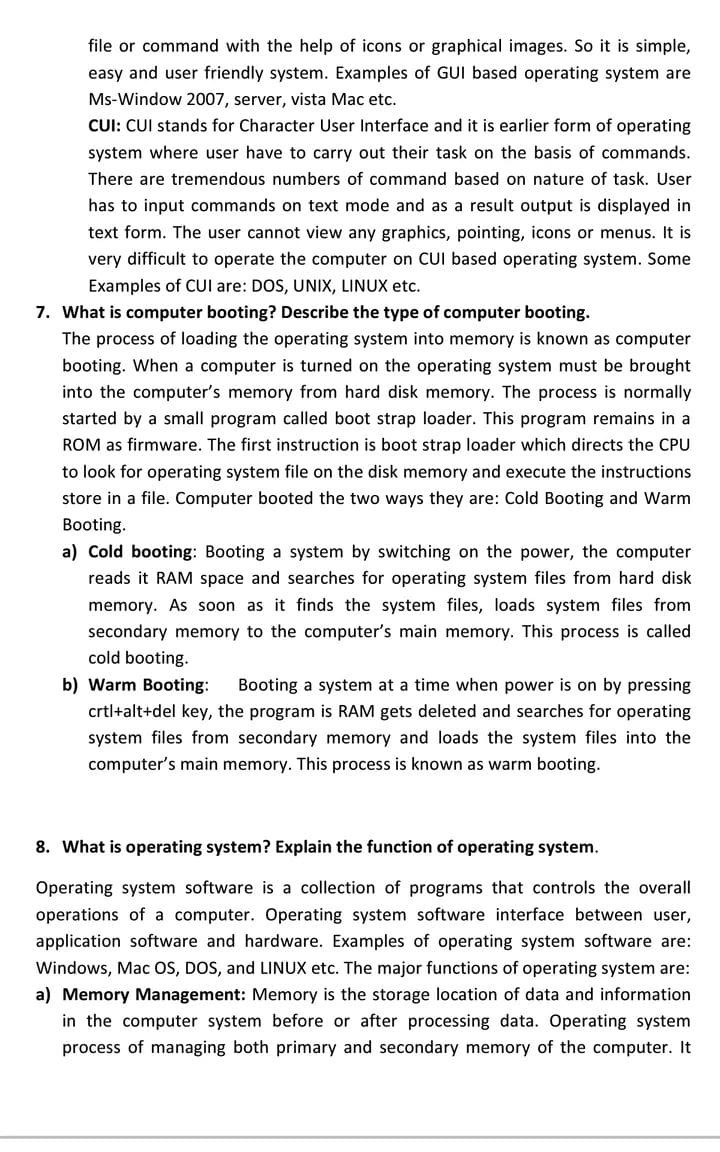 file or command with the help of icons or graphical images. So it is simple,
easy and user friendly system. Examples of GUI based operating system are
Ms-Window 2007, server, vista Mac etc.
CUI: CUI stands for Character User Interface and it is earlier form of operating
system where user have to carry out their task on the basis of commands.
There are tremendous numbers of command based on nature of task. User
has to input commands on text mode and as a result output is displayed in
text form. The user cannot view any graphics, pointing, icons or menus. It is
very difficult to operate the computer on CUI based operating system. Some
Examples of CUI are: DOS, UNIX, LINUX etc.
7. What is computer booting? Describe the type of computer booting.
The process of loading the operating system into memory is known as computer
booting. When a computer is turned on the operating system must be brought
into the computer's memory from hard disk memory. The process is normally
started by a small program called boot strap loader. This program remains in a
ROM as firmware. The first instruction is boot strap loader which directs the CPU
to look for operating system file on the disk memory and execute the instructions
store in a file. Computer booted the two ways they are: Cold Booting and Warm
Booting.
a) Cold booting: Booting a system by switching on the power, the computer
reads it RAM space and searches for operating system files from hard disk
memory. As soon as it finds the system files, loads system files from
secondary memory to the computer's main memory. This process is called
cold booting.
b) Warm Booting: Booting a system at a time when power is on by pressing
crtl+alt+del key, the program is RAM gets deleted and searches for operating
system files from secondary memory and loads the system files into the
computer's main memory. This process is known as warm booting.
8. What is operating system? Explain the function of operating system.
Operating system software is a collection of programs that controls the overall
operations of a computer. Operating system software interface between user,
application software and hardware. Examples of operating system software are:
Windows, Mac OS, DOS, and LINUX etc. The major functions of operating system are:
a) Memory Management: Memory is the storage location of data and information
in the computer system before or after processing data. Operating system
process of managing both primary and secondary memory of the computer. It